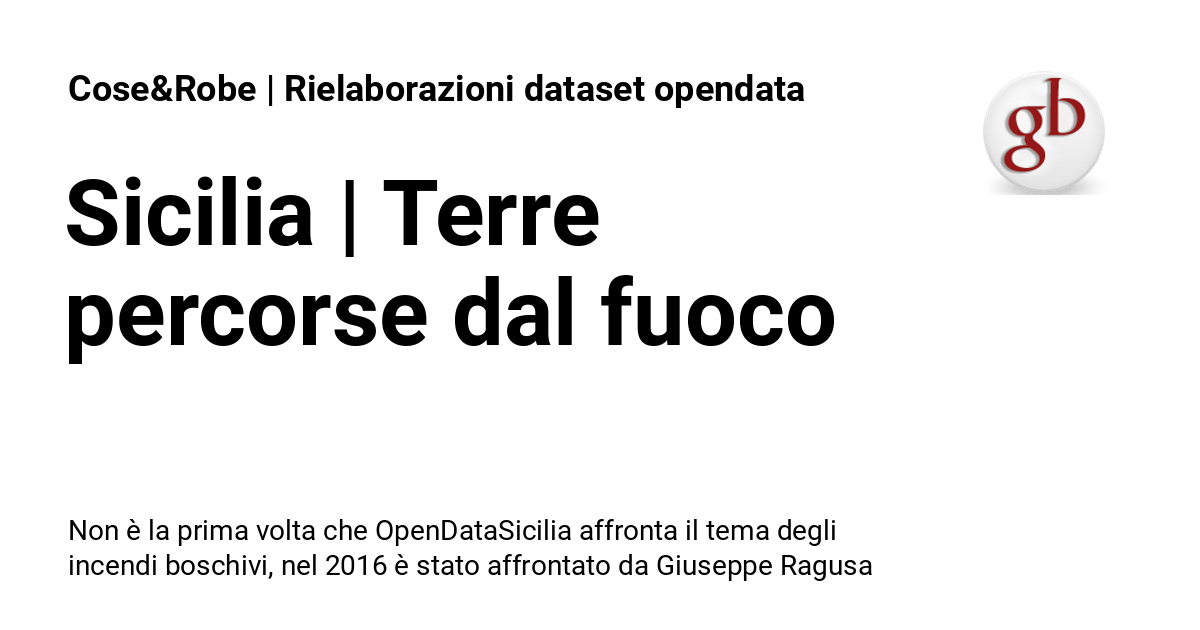 Cose&Robe | Rielaborazioni dataset opendata
gb
Sicilia | Terre
percorse dal fuoco
Non è la prima volta che OpenDataSicilia affronta il tema degli
incendi boschivi, nel 2016 è stato affrontato da Giuseppe Ragusa